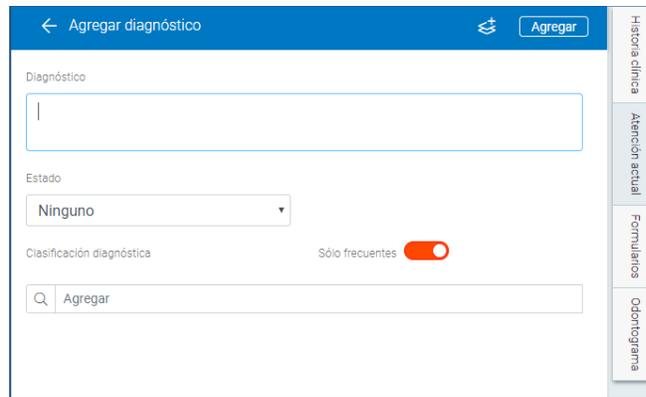 Agregar diagnóstico
Agregar
Diagnóstico
Estado
Ninguno
Clasificación diagnóstica
Sólo frecuentes
Agregar
Historia clínica
Atención actual
Formularios
Odontograma